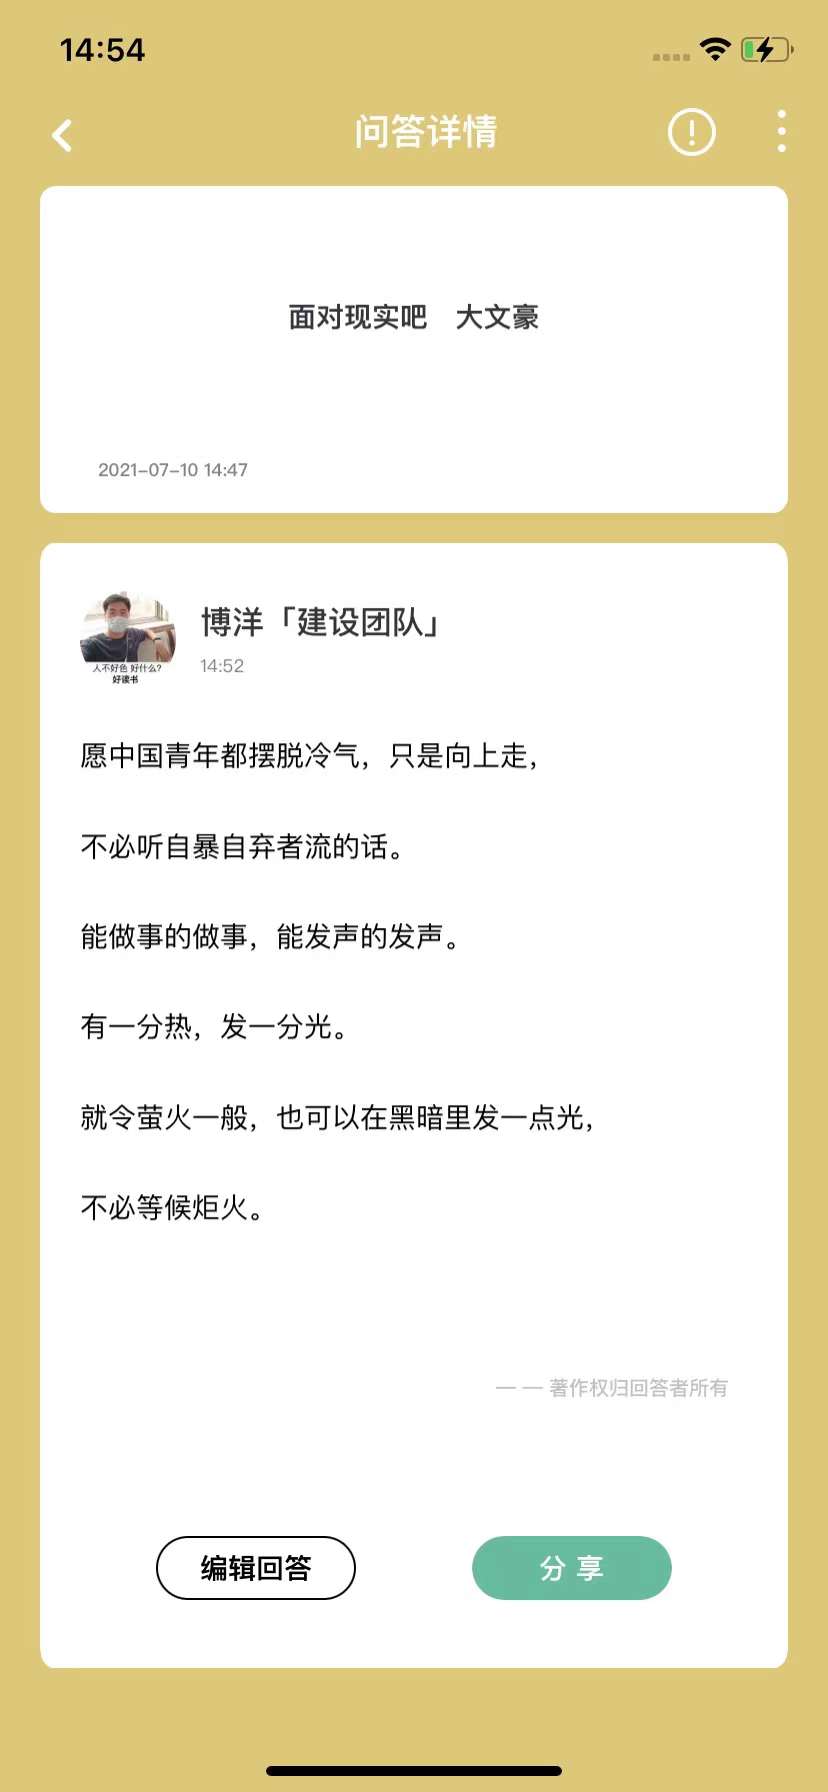 14:54
问答详情
面对现实吧 大文豪
2021-07-10 14:47
博洋「建设团队」
14:52
人不好色 好什么?
好读书
愿中国青年都摆脱冷气，只是向上走，
不必听自暴自弃者流的话。
能做事的做事，能发声的发声。
有一分热，发一分光。
就令萤火一般，也可以在黑暗里发一点光，
不必等候炬火。
— — 著作权归回答者所有
编辑回答
分 享